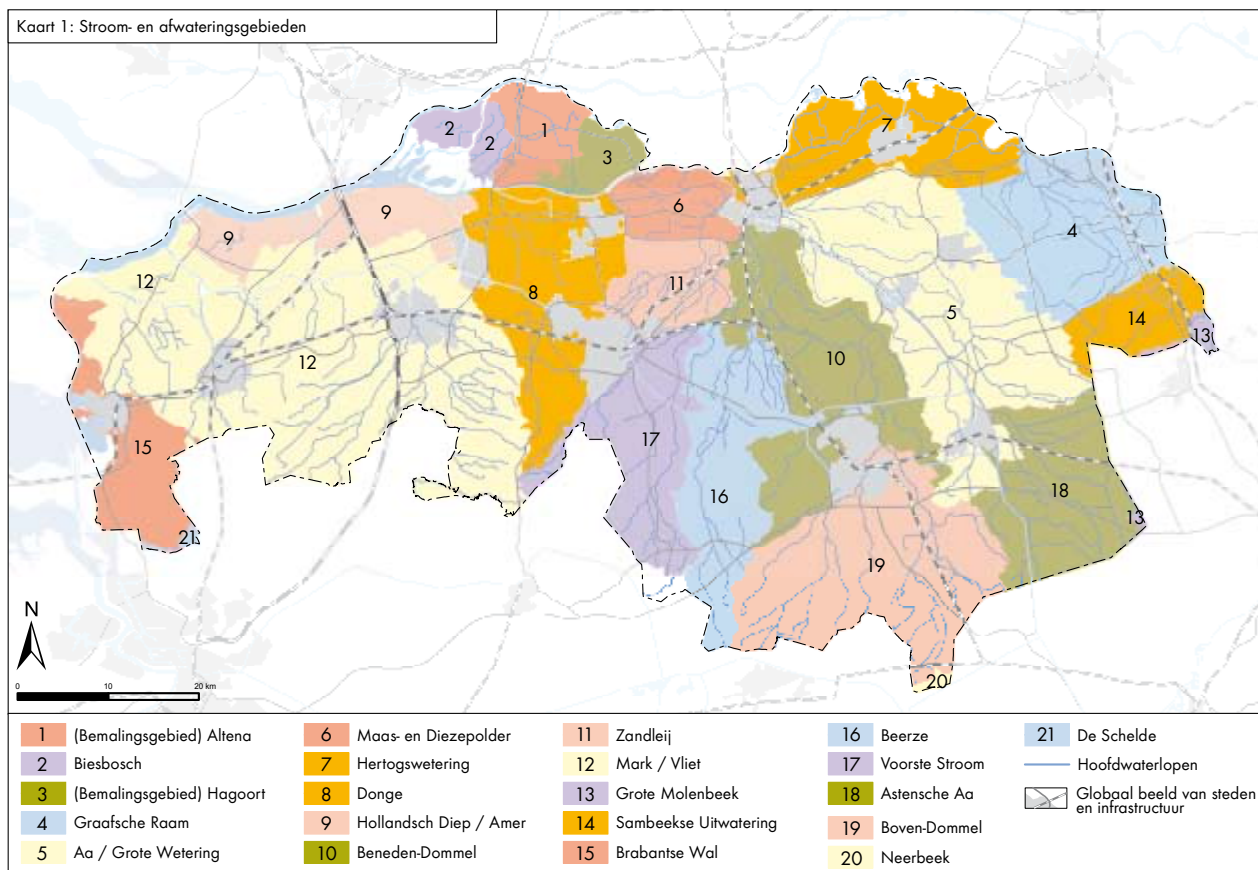 Kaart 1: Stroom- en afwateringsgebieden
2
2
1
3
7
9
9
6
4
12
11
8
5
14
13
10
12
15
17
16
18
13
21
19
20
N
0 10 20 km
1 (Bemalingsgebied) Altena
2 Biesbosch
3 (Bemalingsgebied) Hagoort
4 Graafsche Raam
5 Aa / Grote Wetering
6 Maas- en Diezepolder
7 Hertogswetering
8 Donge
9 Hollandsch Diep / Amer
10 Beneden-Dommel
11 Zandleij
12 Mark / Vliet
13 Grote Molenbeek
14 Sambeekse Uitwatering
15 Brabantse Wal
16 Beerze
17 Voorste Stroom
18 Astensche Aa
19 Boven-Dommel
20 Neerbeek
21 De Schelde
Hoofdwaterlopen
Globaal beeld van steden
en infrastructuur